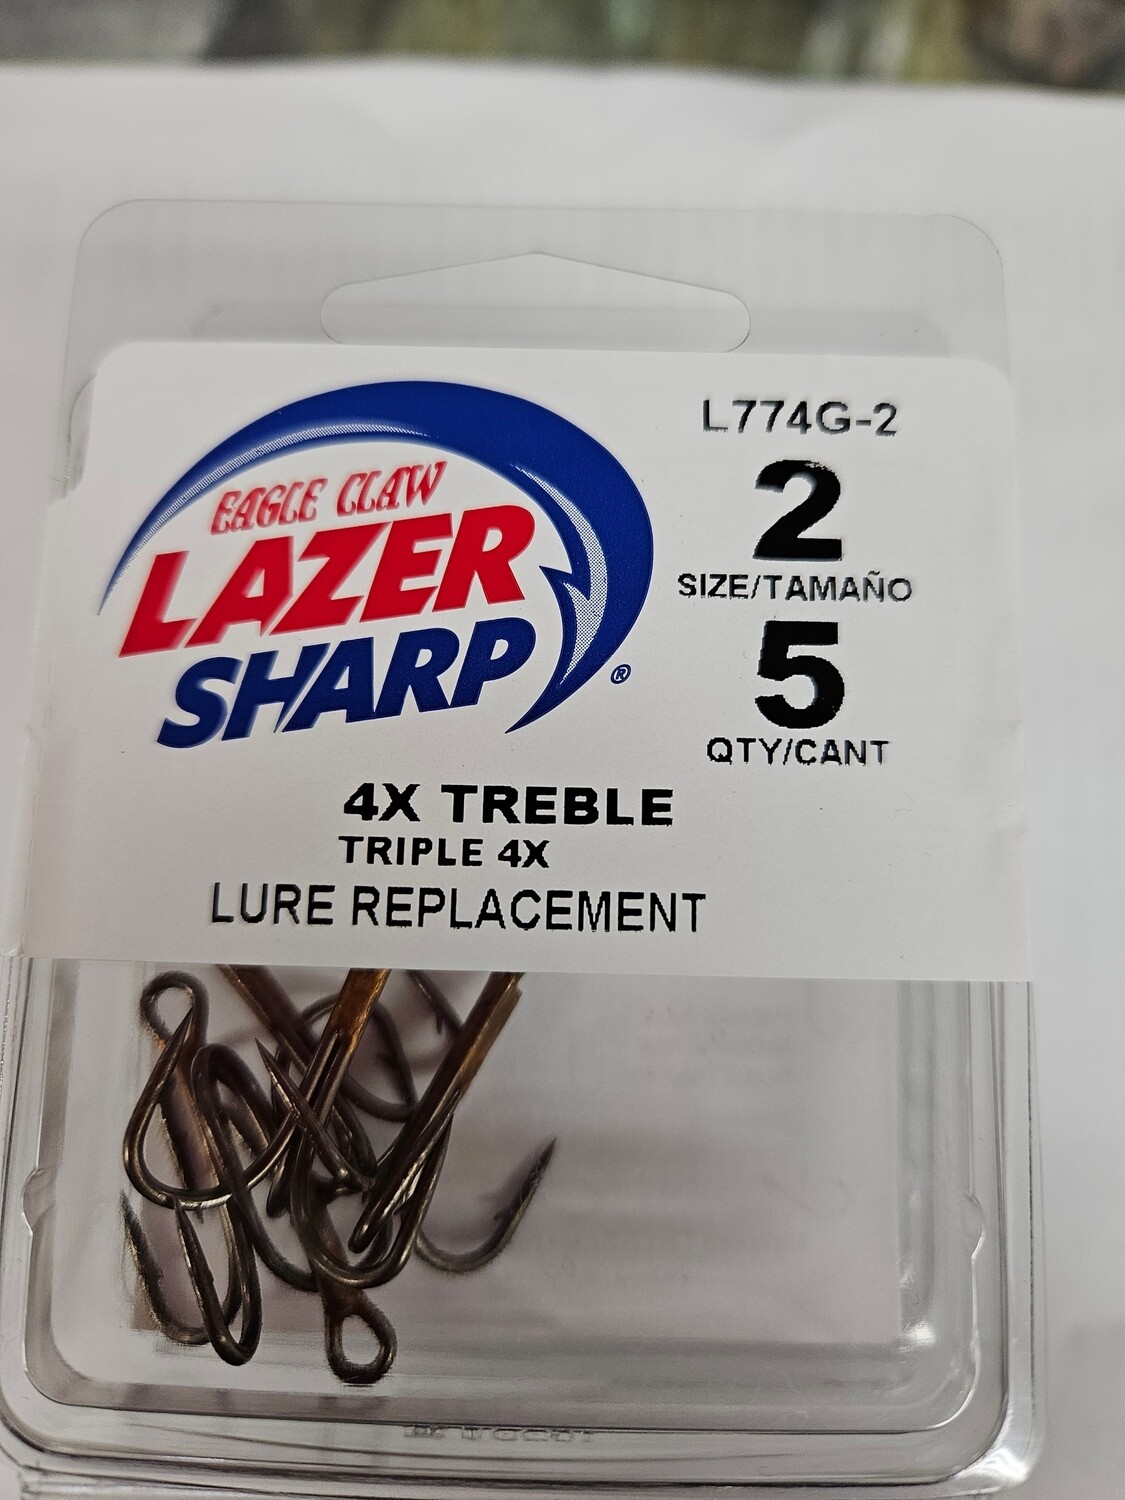 EAGLE CLAW
LAZER
SHARP®
L774G-2
2
SIZE/TAMAÑO
5
QTY/CANT
4X TREBLE
TRIPLE 4X
LURE REPLACEMENT